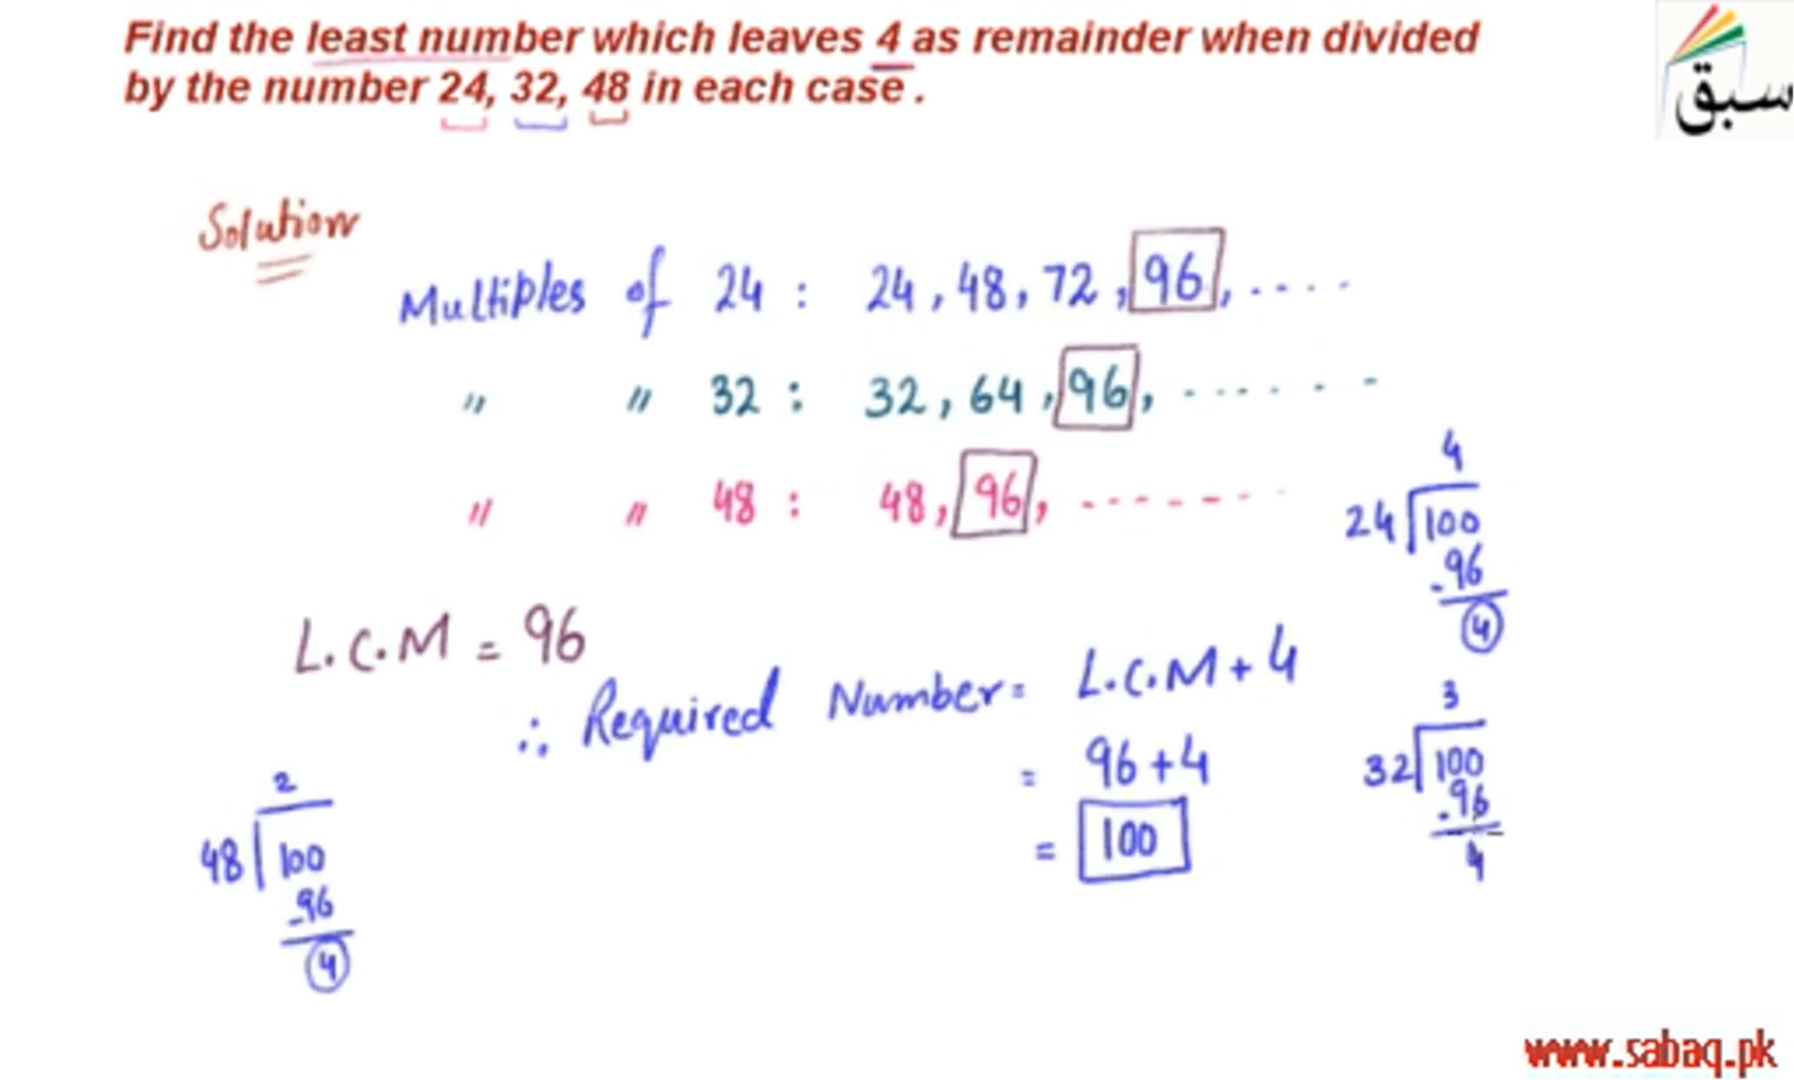 Find the least number which leaves 4 as remainder when divided
by the number 24, 32, 48 in each case .
سبق
Solution
Multiples of 24 : 24 , 48 , 72 , 96 , ....
" " 32 : 32 , 64 , 96 , ......
" " 48 : 48 , 96 , .......
4
24 100
- 96
4
L.C.M = 96
∴ Required Number = L.C.M + 4
= 96 + 4
= 100
3
32 100
- 96
4
2
48 100
- 96
4
www.sabaq.pk